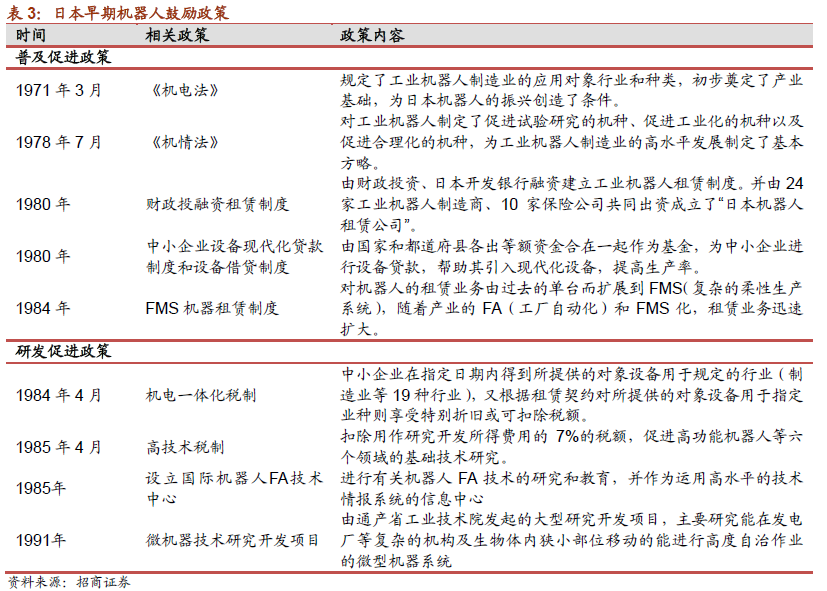 表 3：日本早期机器人鼓励政策
时间 相关政策 政策内容
普及促进政策
1971 年 3 月 《机电法》 规定了工业机器人制造业的应用对象行业和种类，初步奠定了产业
基础，为日本机器人的振兴创造了条件。
1978 年 7 月 《机情法》 对工业机器人制定了促进试验研究的机种、促进工业化的机种以及
促进合理化的机种，为工业机器人制造业的高水平发展制定了基本
方略。
1980 年 财政投融资租赁制度 由财政投资、日本开发银行融资建立工业机器人租赁制度。并由 24
家工业机器人制造商、10 家保险公司共同出资成立了“日本机器人
租赁公司”。
1980 年 中小企业设备现代化贷款 由国家和都道府县各出等额资金合在一起作为基金，为中小企业进
制度和设备借贷制度 行设备贷款，帮助其引入现代化设备，提高生产率。
1984 年 FMS 机器租赁制度 对机器人的租赁业务由过去的单台而扩展到 FMS(复杂的柔性生产
系统)，随着产业的 FA（工厂自动化）和 FMS 化，租赁业务迅速
扩大。
研发促进政策
1984 年 4 月 机电一体化税制 中小企业在指定日期内得到所提供的对象设备用于规定的行业（制
造业等 19 种行业），又根据租赁契约对所提供的对象设备用于指定
业种则享受特别折旧或可扣除税额。
1985 年 4 月 高技术税制 扣除用作研究开发所得费用的 7%的税额，促进高功能机器人等六
个领域的基础技术研究。
1985年 设立国际机器人FA技术 进行有关机器人 FA 技术的研究和教育，并作为运用高水平的技术
中心 情报系统的信息中心
1991年 微机器技术研究开发项目 由通产省工业技术院发起的大型研究开发项目，主要研究能在发电
厂等复杂的机构及生物体内狭小部位移动的能进行高度自治作业
的微型机器系统
资料来源：招商证券